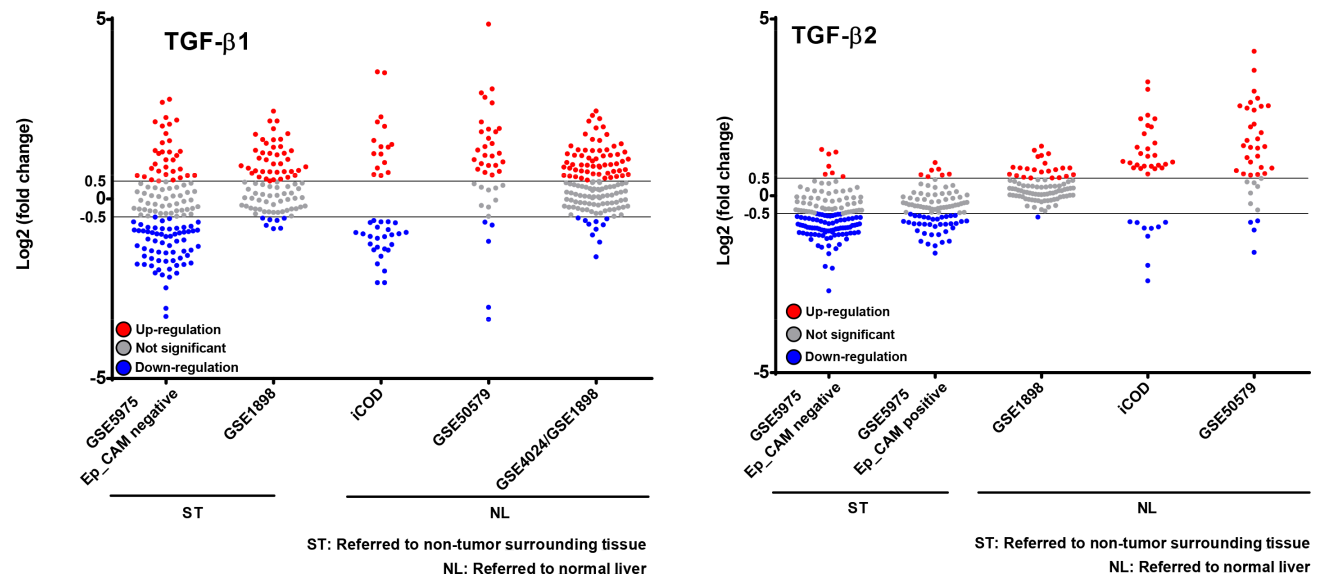 TGF-β1
Log2 (fold change)
5
0.5
0
-0.5
-5
Up-regulation
Not significant
Down-regulation
GSE5975
Ep_CAM negative
GSE1898
iCOD
GSE50579
GSE4024/GSE1898
ST
NL
ST: Referred to non-tumor surrounding tissue
NL: Referred to normal liver
TGF-β2
Log2 (fold change)
5
0.5
0
-0.5
-5
Up-regulation
Not significant
Down-regulation
GSE5975
Ep_CAM negative
GSE5975
Ep_CAM positive
GSE1898
iCOD
GSE50579
ST
NL
ST: Referred to non-tumor surrounding tissue
NL: Referred to normal liver